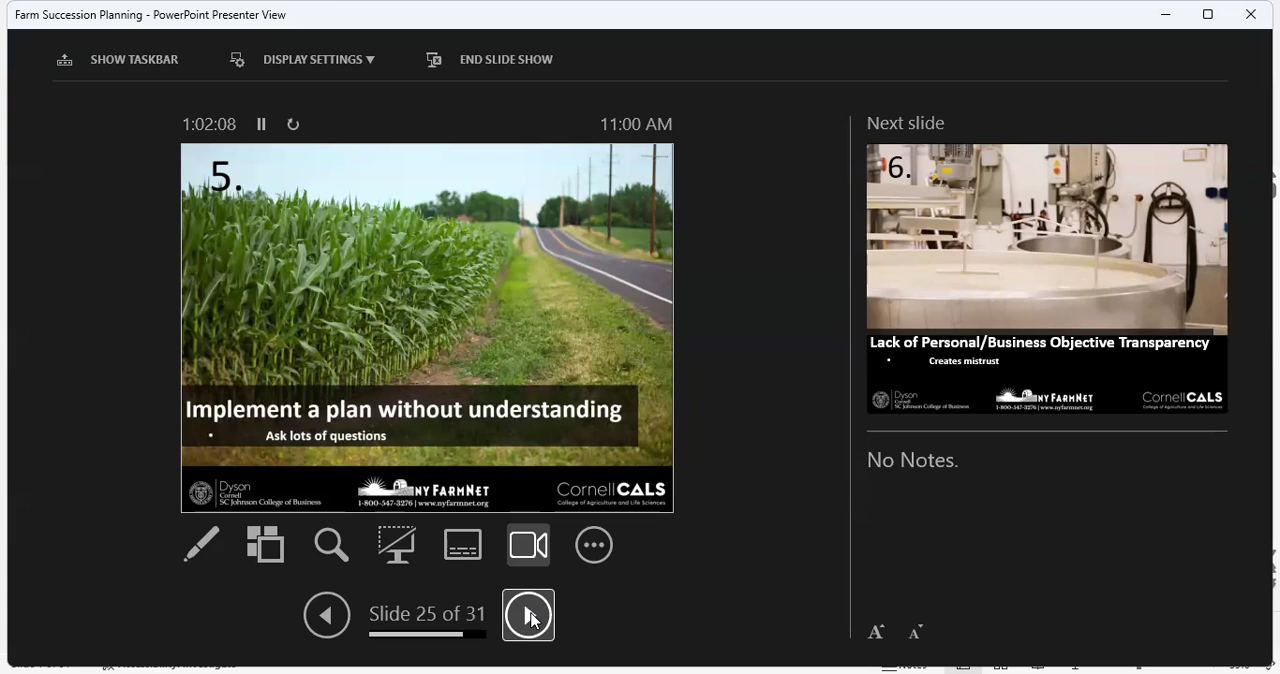 Farm Succession Planning - PowerPoint Presenter View
SHOW TASKBAR
DISPLAY SETTINGS ▼
END SLIDE SHOW
1:02:08
11:00 AM
5.
Implement a plan without understanding
• Ask lots of questions
Dyson
Cornell
SC Johnson College of Business
NY FARMNET
1-800-547-3276 | www.nyfarmnet.org
CornellCALS
College of Agriculture and Life Sciences
Slide 25 of 31
Next slide
6.
Lack of Personal/Business Objective Transparency
• Creates mistrust
Dyson
Cornell
SC Johnson College of Business
NY FARMNET
1-800-547-3276 | www.nyfarmnet.org
CornellCALS
College of Agriculture and Life Sciences
No Notes.
A
A